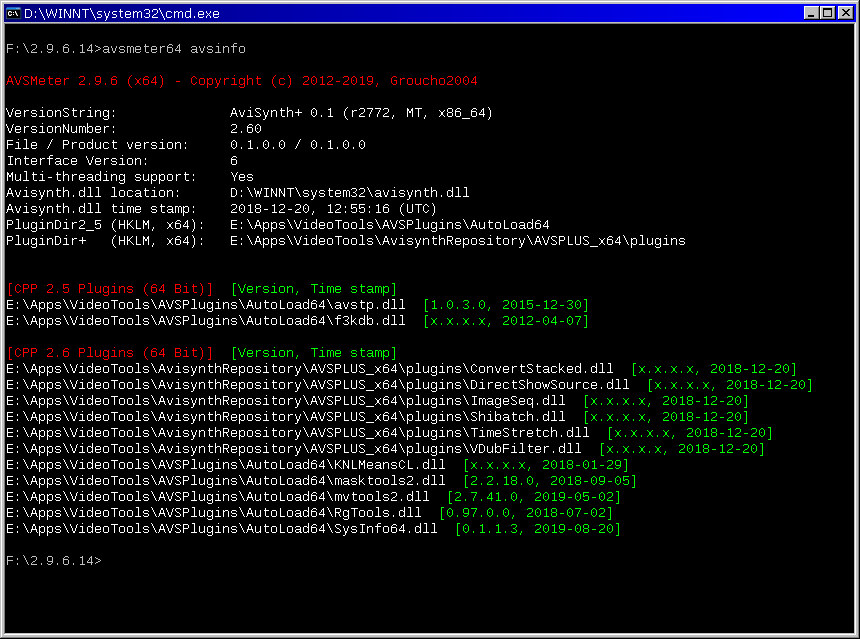 D:\WINNT\system32\cmd.exe
F:\2.9.6.14>avsmeter64 avsinfo
AVSMeter 2.9.6 (x64) - Copyright (c) 2012-2019, Groucho2004
VersionString: AviSynth+ 0.1 (r2772, MT, x86_64)
VersionNumber: 2.60
File / Product version: 0.1.0.0 / 0.1.0.0
Interface Version: 6
Multi-threading support: Yes
Avisynth.dll location: D:\WINNT\system32\avisynth.dll
Avisynth.dll time stamp: 2018-12-20, 12:55:16 (UTC)
PluginDir2_5 (HKLM, x64): E:\Apps\VideoTools\AVSPlugins\AutoLoad64
PluginDir+ (HKLM, x64): E:\Apps\VideoTools\AvisynthRepository\AVSPLUS_x64\plugins
[CPP 2.5 Plugins (64 Bit)] [Version, Time stamp]
E:\Apps\VideoTools\AVSPlugins\AutoLoad64\avstp.dll [1.0.3.0, 2015-12-30]
E:\Apps\VideoTools\AVSPlugins\AutoLoad64\f3kdb.dll [x.x.x.x, 2012-04-07]
[CPP 2.6 Plugins (64 Bit)] [Version, Time stamp]
E:\Apps\VideoTools\AvisynthRepository\AVSPLUS_x64\plugins\ConvertStacked.dll [x.x.x.x, 2018-12-20]
E:\Apps\VideoTools\AvisynthRepository\AVSPLUS_x64\plugins\DirectShowSource.dll [x.x.x.x, 2018-12-20]
E:\Apps\VideoTools\AvisynthRepository\AVSPLUS_x64\plugins\ImageSeq.dll [x.x.x.x, 2018-12-20]
E:\Apps\VideoTools\AvisynthRepository\AVSPLUS_x64\plugins\Shibatch.dll [x.x.x.x, 2018-12-20]
E:\Apps\VideoTools\AvisynthRepository\AVSPLUS_x64\plugins\TimeStretch.dll [x.x.x.x, 2018-12-20]
E:\Apps\VideoTools\AvisynthRepository\AVSPLUS_x64\plugins\VDubFilter.dll [x.x.x.x, 2018-12-20]
E:\Apps\VideoTools\AVSPlugins\AutoLoad64\KNLMeansCL.dll [x.x.x.x, 2018-01-29]
E:\Apps\VideoTools\AVSPlugins\AutoLoad64\masktools2.dll [2.2.18.0, 2018-09-05]
E:\Apps\VideoTools\AVSPlugins\AutoLoad64\mvtools2.dll [2.7.41.0, 2019-05-02]
E:\Apps\VideoTools\AVSPlugins\AutoLoad64\RgTools.dll [0.97.0.0, 2018-07-02]
E:\Apps\VideoTools\AVSPlugins\AutoLoad64\SysInfo64.dll [0.1.1.3, 2019-08-20]
F:\2.9.6.14>